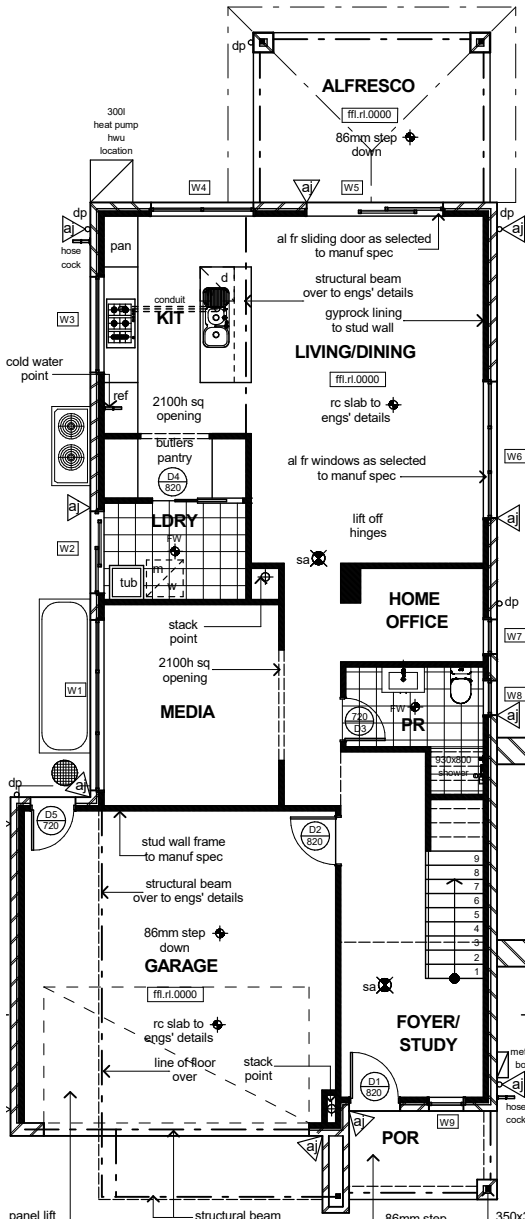 dp
ALFRESCO
ffl.rl.0000
86mm step
down
300l
heat pump
hwu
location
W4
aj
W5
dp
aj
hose
cock
dp
aj
pan
al fr sliding door as selected
to manuf spec
d
structural beam
over to engs' details
conduit
KIT
gyprock lining
to stud wall
W3
LIVING/DINING
cold water
point
ffl.rl.0000
ref
2100h sq
opening
rc slab to
engs' details
butlers
pantry
D4
820
al fr windows as selected
to manuf spec
W6
aj
LDRY
lift off
hinges
aj
W2
FW
sa
m
w
tub
HOME
OFFICE
dp
stack
point
W7
2100h sq
opening
W1
MEDIA
W8
FW
PR
720
D3
aj
930x800
shower
dp
aj
D5
720
D2
820
stud wall frame
to manuf spec
structural beam
over to engs' details
9
8
7
6
5
4
3
2
1
86mm step
down
GARAGE
ffl.rl.0000
sa
rc slab to
engs' details
FOYER/
STUDY
line of floor
over
stack
point
met
bo
D1
820
aj
hose
cock
W9
aj
aj
POR
panel lift
structural beam
86mm step